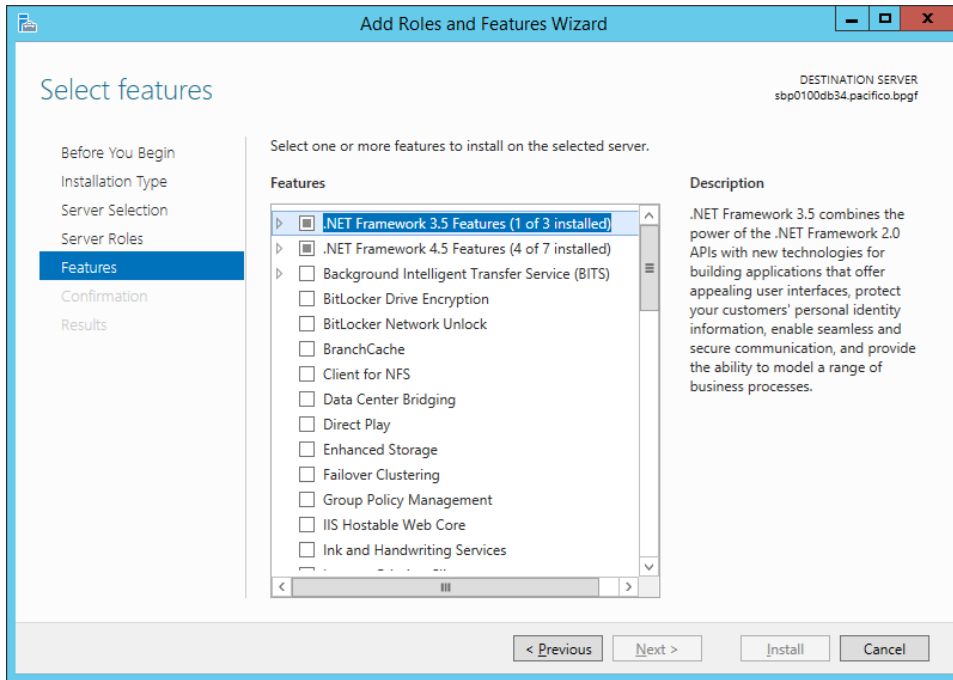 Add Roles and Features Wizard
Select features
DESTINATION SERVER
sbp0100db34.pacifico.bpgf
Before You Begin
Installation Type
Server Selection
Server Roles
Features
Confirmation
Results
Select one or more features to install on the selected server.
Features
.NET Framework 3.5 Features (1 of 3 installed)
.NET Framework 4.5 Features (4 of 7 installed)
Background Intelligent Transfer Service (BITS)
BitLocker Drive Encryption
BitLocker Network Unlock
BranchCache
Client for NFS
Data Center Bridging
Direct Play
Enhanced Storage
Failover Clustering
Group Policy Management
IIS Hostable Web Core
Ink and Handwriting Services
Description
.NET Framework 3.5 combines the
power of the .NET Framework 2.0
APIs with new technologies for
building applications that offer
appealing user interfaces, protect
your customers' personal identity
information, enable seamless and
secure communication, and provide
the ability to model a range of
business processes.
< Previous
Next >
Install
Cancel